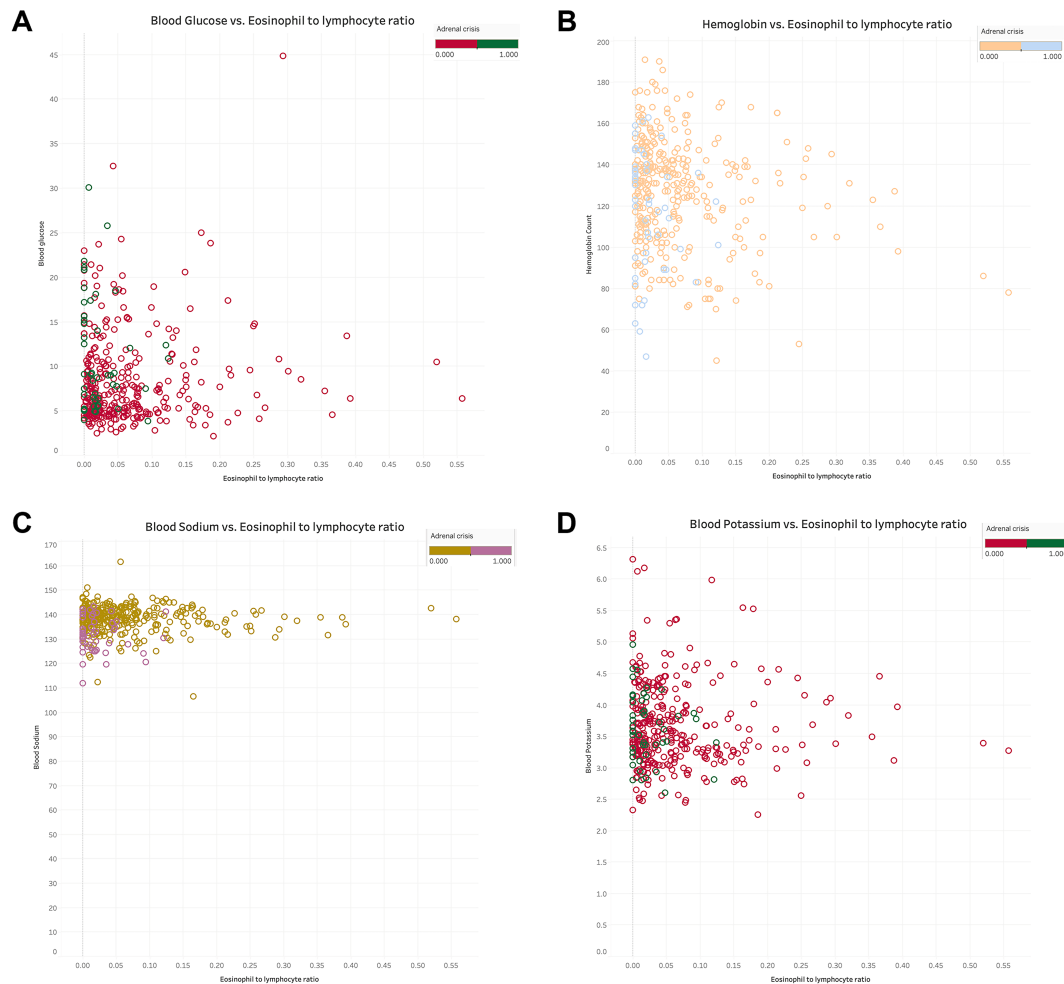 A
Blood Glucose vs. Eosinophil to lymphocyte ratio
Adrenal crisis
0.000 1.000
45
40
35
30
25
20
15
10
5
0
Blood glucose
0.00 0.05 0.10 0.15 0.20 0.25 0.30 0.35 0.40 0.45 0.50 0.55
Eosinophil to lymphocyte ratio
B
Hemoglobin vs. Eosinophil to lymphocyte ratio
Adrenal crisis
0.000 1.000
200
180
160
140
120
100
80
60
40
20
0
Hemoglobin Count
0.00 0.05 0.10 0.15 0.20 0.25 0.30 0.35 0.40 0.45 0.50 0.55
Eosinophil to lymphocyte ratio
C
Blood Sodium vs. Eosinophil to lymphocyte ratio
Adrenal crisis
0.000 1.000
170
160
150
140
130
120
110
100
90
80
70
60
50
40
30
20
10
0
Blood Sodium
0.00 0.05 0.10 0.15 0.20 0.25 0.30 0.35 0.40 0.45 0.50 0.55
Eosinophil to lymphocyte ratio
D
Blood Potassium vs. Eosinophil to lymphocyte ratio
Adrenal crisis
0.000 1.00
6.5
6.0
5.5
5.0
4.5
4.0
3.5
3.0
2.5
2.0
1.5
1.0
0.5
0.0
Blood Potassium
0.00 0.05 0.10 0.15 0.20 0.25 0.30 0.35 0.40 0.45 0.50 0.55
Eosinophil to lymphocyte ratio